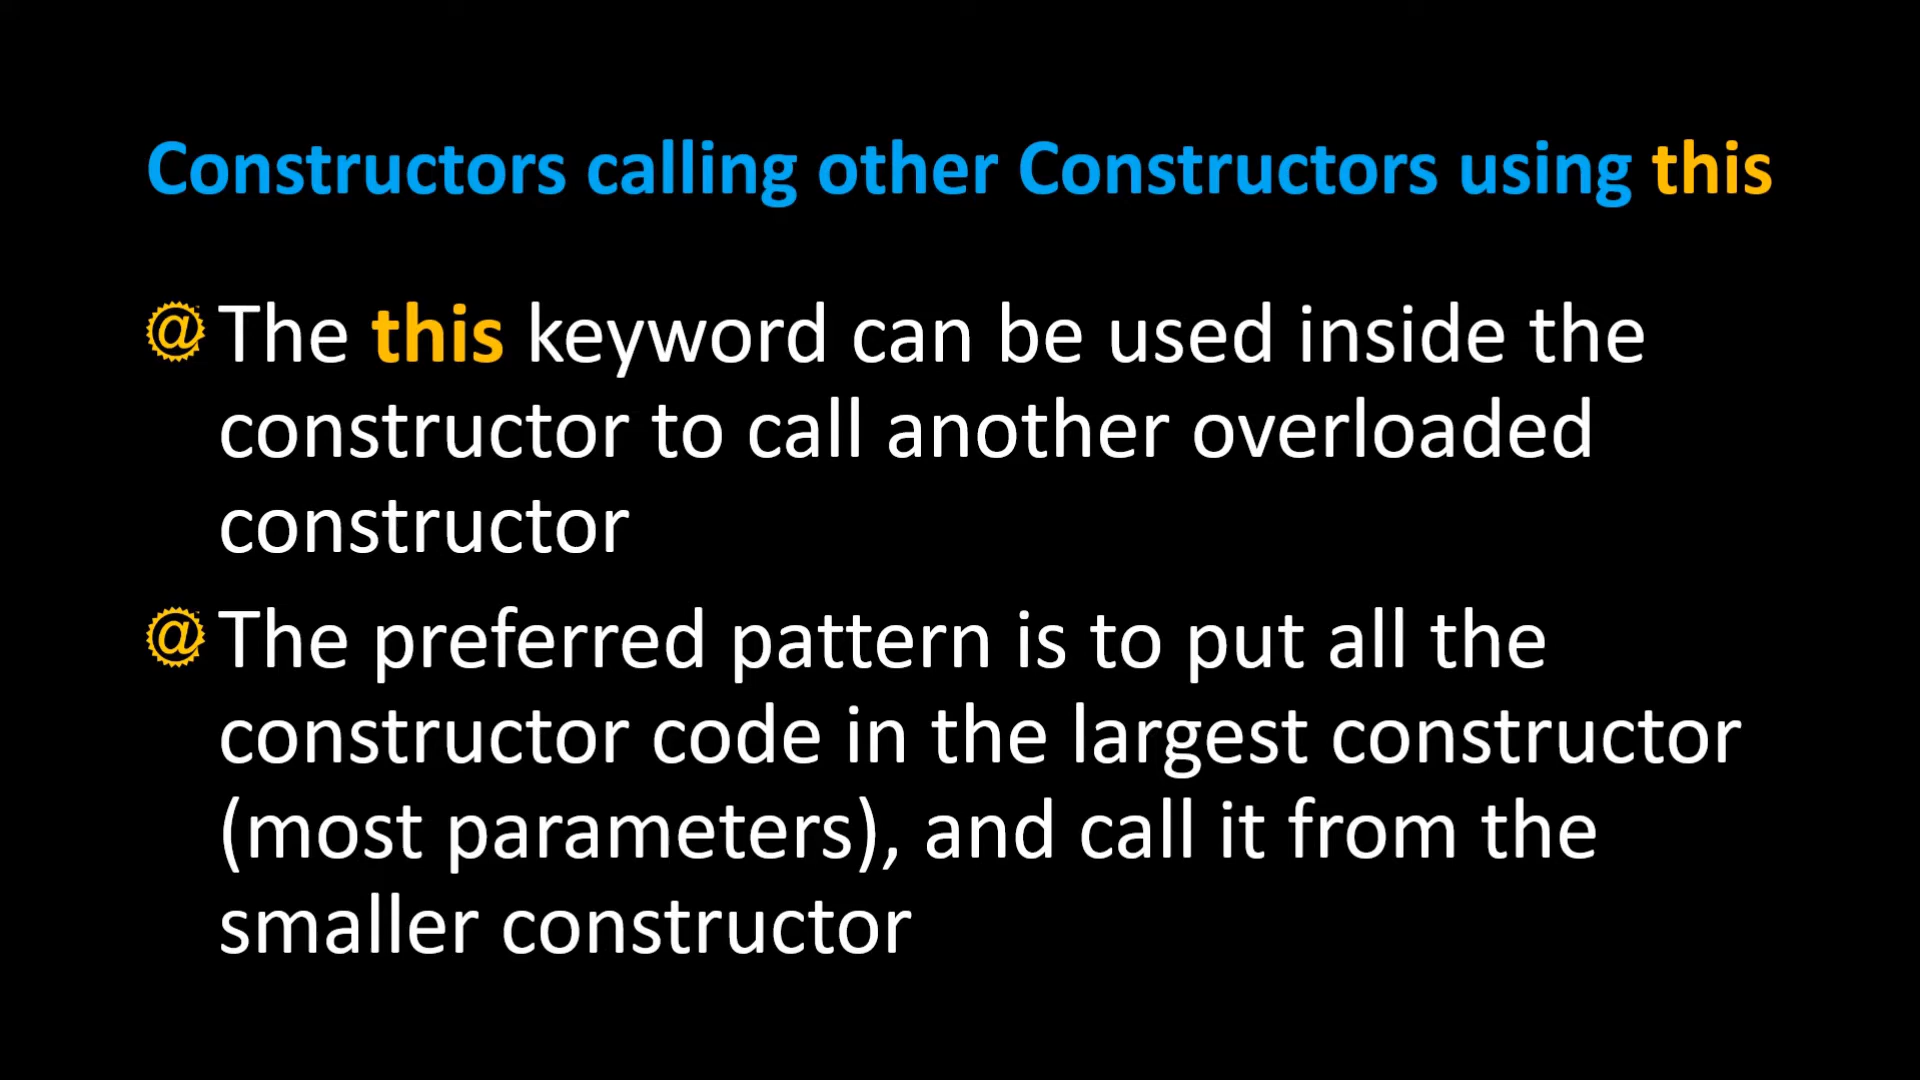 Constructors calling other Constructors using this
@ The this keyword can be used inside the
constructor to call another overloaded
constructor
@ The preferred pattern is to put all the
constructor code in the largest constructor
(most parameters), and call it from the
smaller constructor